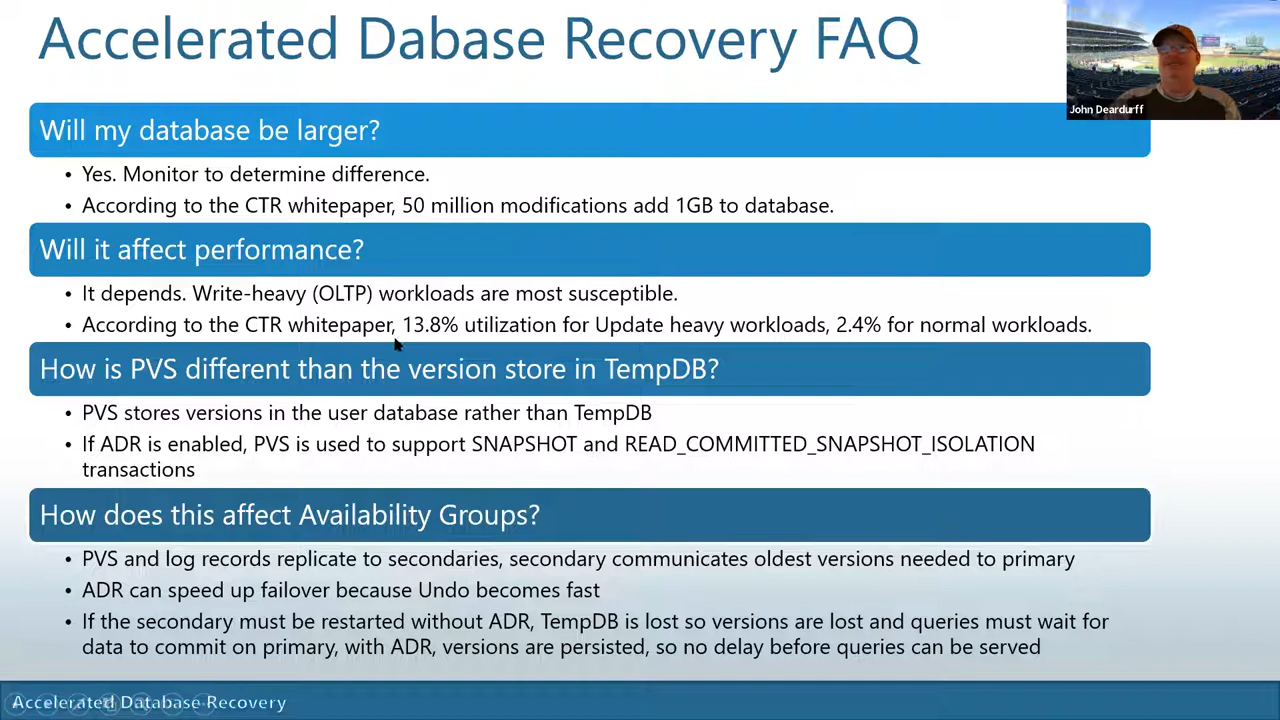 Accelerated Dabase Recovery FAQ
John Deardurff
Will my database be larger?
• Yes. Monitor to determine difference.
• According to the CTR whitepaper, 50 million modifications add 1GB to database.
Will it affect performance?
• It depends. Write-heavy (OLTP) workloads are most susceptible.
• According to the CTR whitepaper, 13.8% utilization for Update heavy workloads, 2.4% for normal workloads.
How is PVS different than the version store in TempDB?
• PVS stores versions in the user database rather than TempDB
• If ADR is enabled, PVS is used to support SNAPSHOT and READ_COMMITTED_SNAPSHOT_ISOLATION
transactions
How does this affect Availability Groups?
• PVS and log records replicate to secondaries, secondary communicates oldest versions needed to primary
• ADR can speed up failover because Undo becomes fast
• If the secondary must be restarted without ADR, TempDB is lost so versions are lost and queries must wait for
data to commit on primary, with ADR, versions are persisted, so no delay before queries can be served
Accelerated Database Recovery